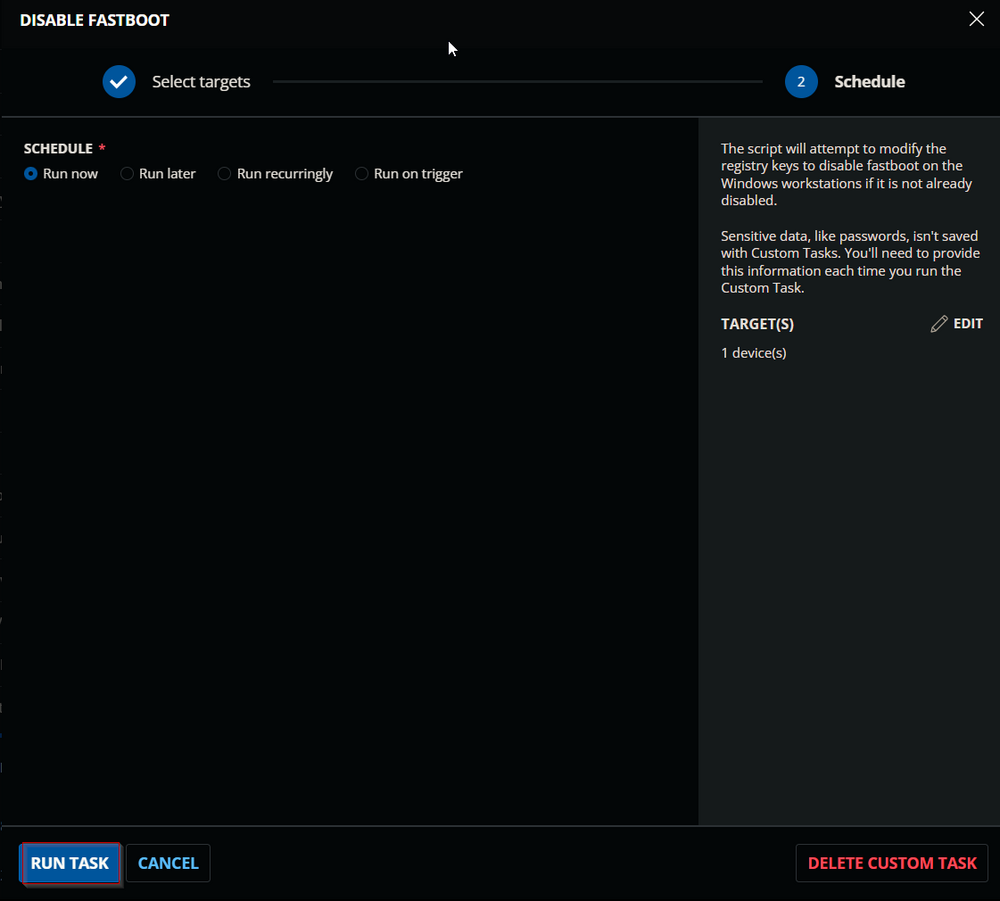 DISABLE FASTBOOT
Select targets
2
Schedule
SCHEDULE *
Run now
Run later
Run recurringly
Run on trigger
The script will attempt to modify the
registry keys to disable fastboot on the
Windows workstations if it is not already
disabled.
Sensitive data, like passwords, isn't saved
with Custom Tasks. You'll need to provide
this information each time you run the
Custom Task.
TARGET(S)
EDIT
1 device(s)
RUN TASK
CANCEL
DELETE CUSTOM TASK